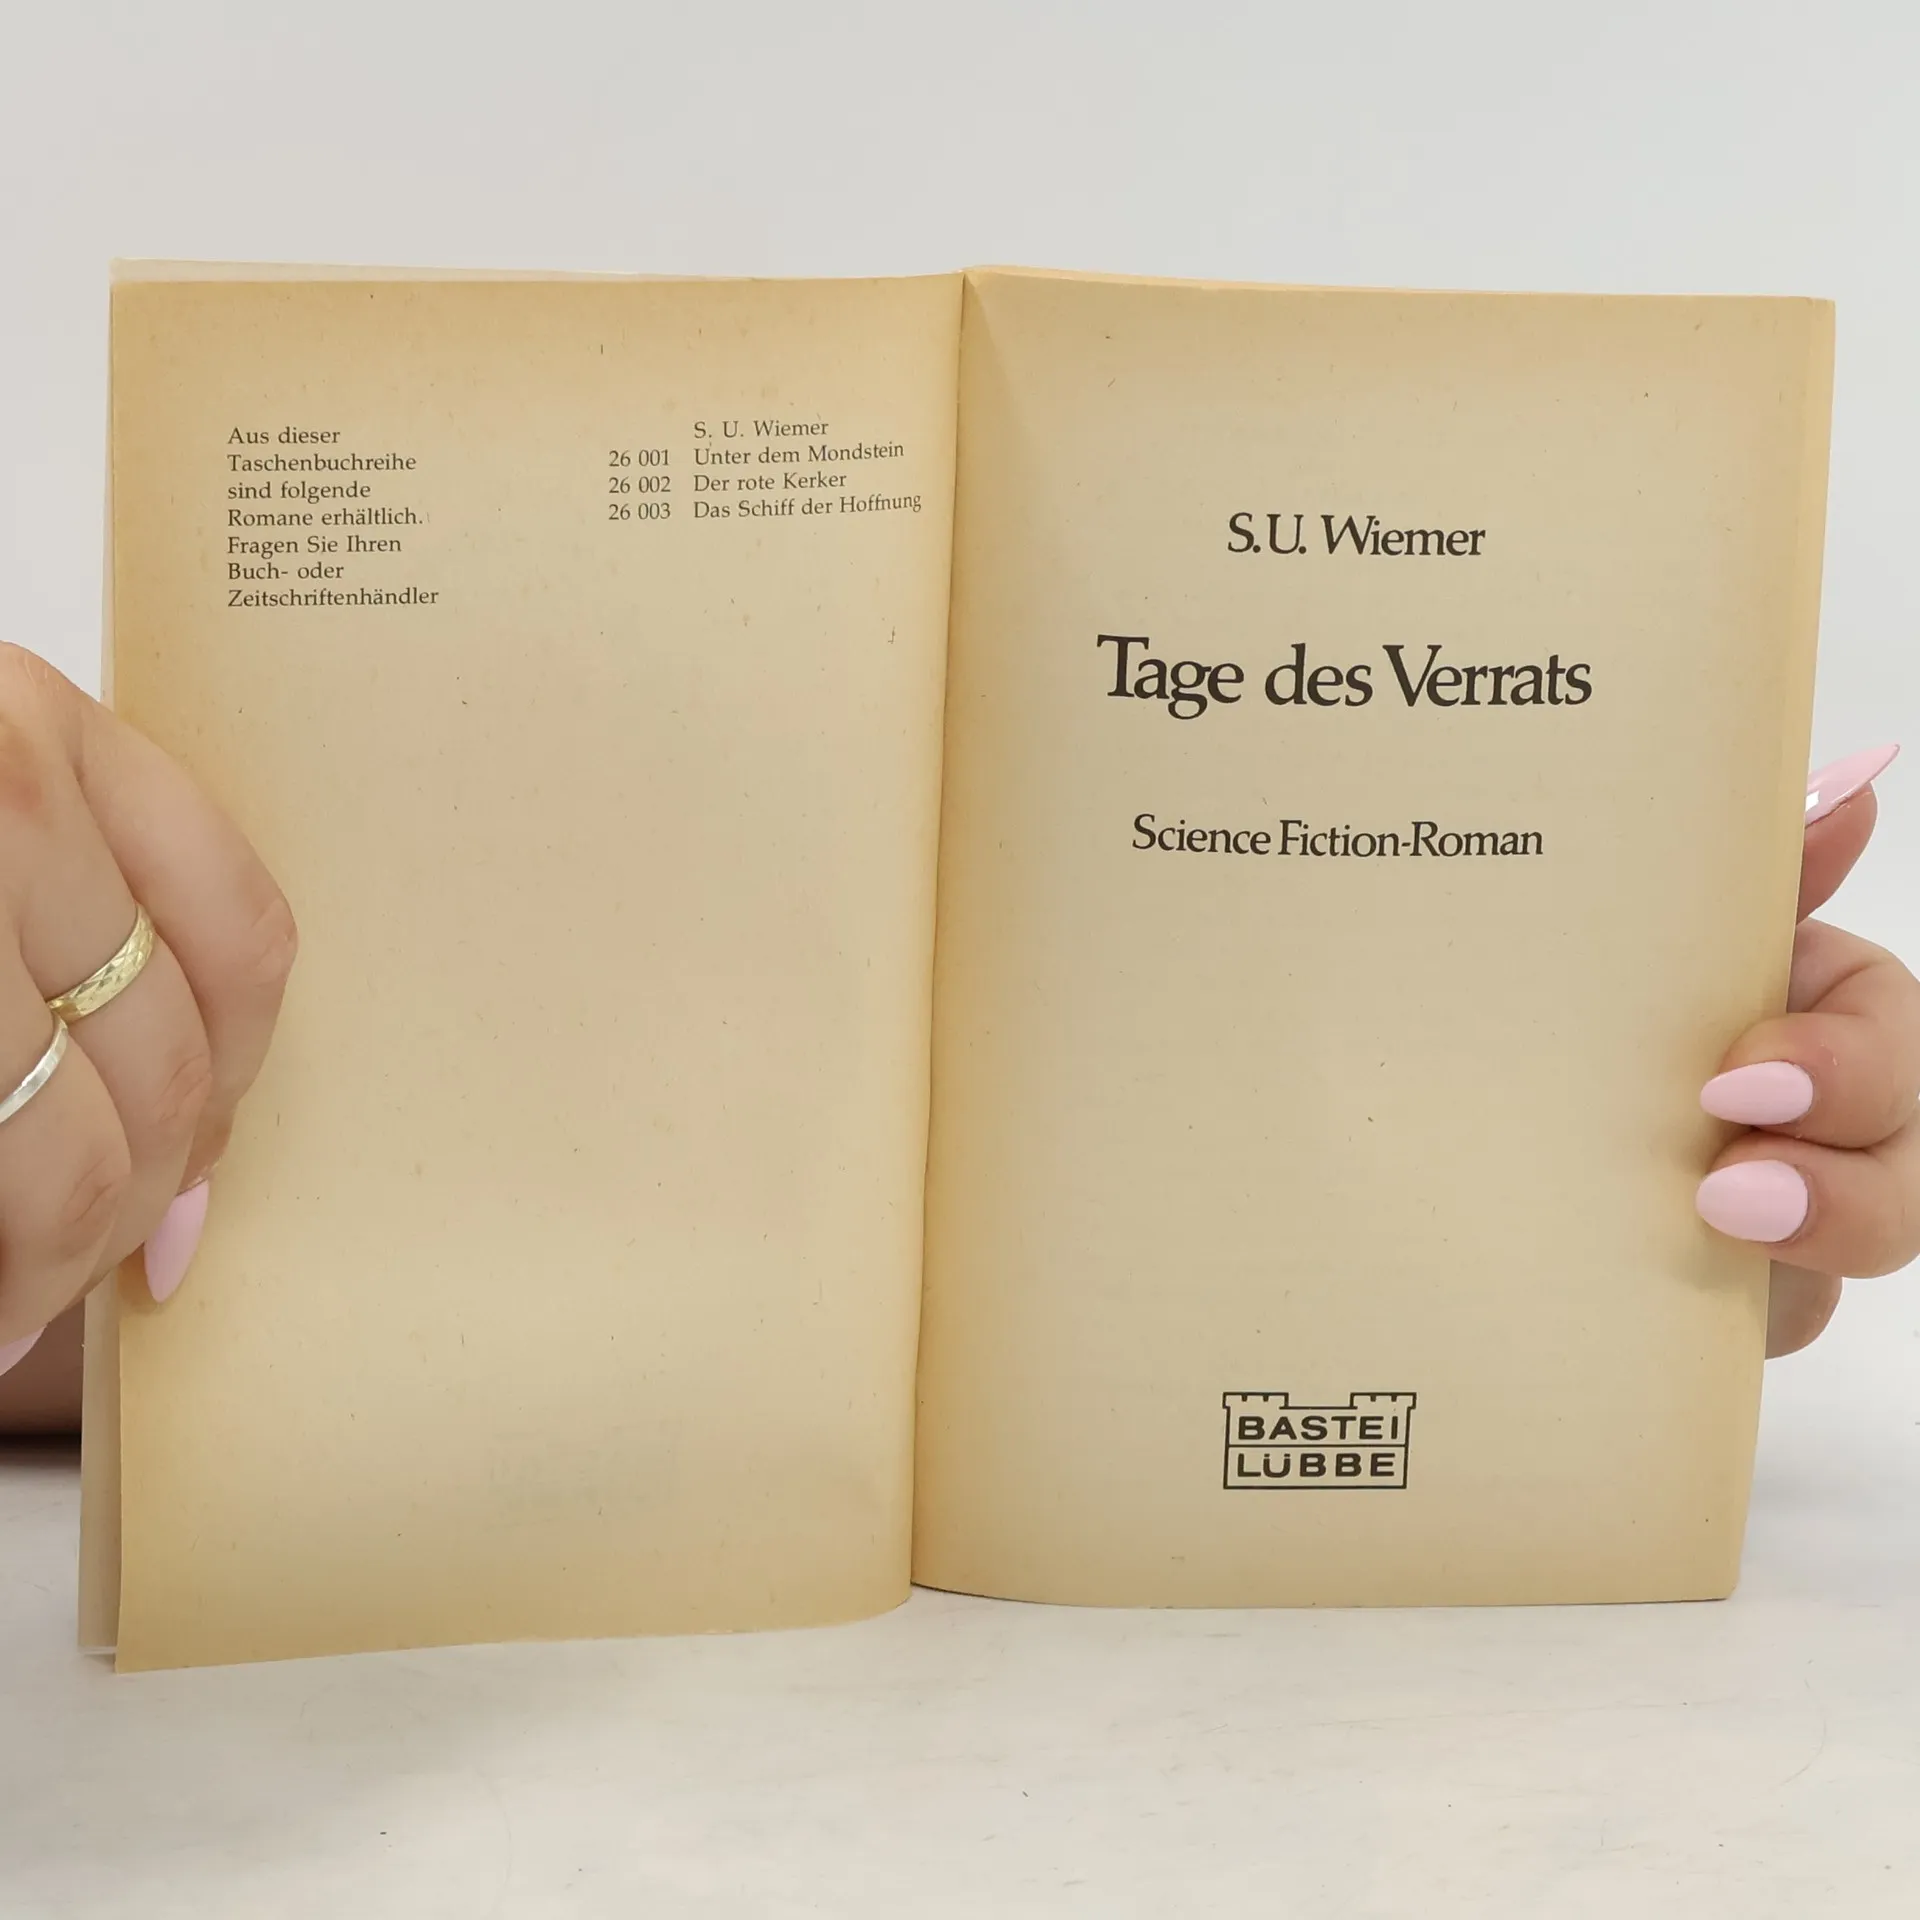 Aus dieser
Taschenbuchreihe
sind folgende
Romane erhältlich.
Fragen Sie Ihren
Buch- oder
Zeitschriftenhändler
S. U. Wiemer
26 001 Unter dem Mondstein
26 002 Der rote Kerker
26 003 Das Schiff der Hoffnung
S.U. Wiemer
Tage des Verrats
Science Fiction-Roman
BASTEI
LÜBBE